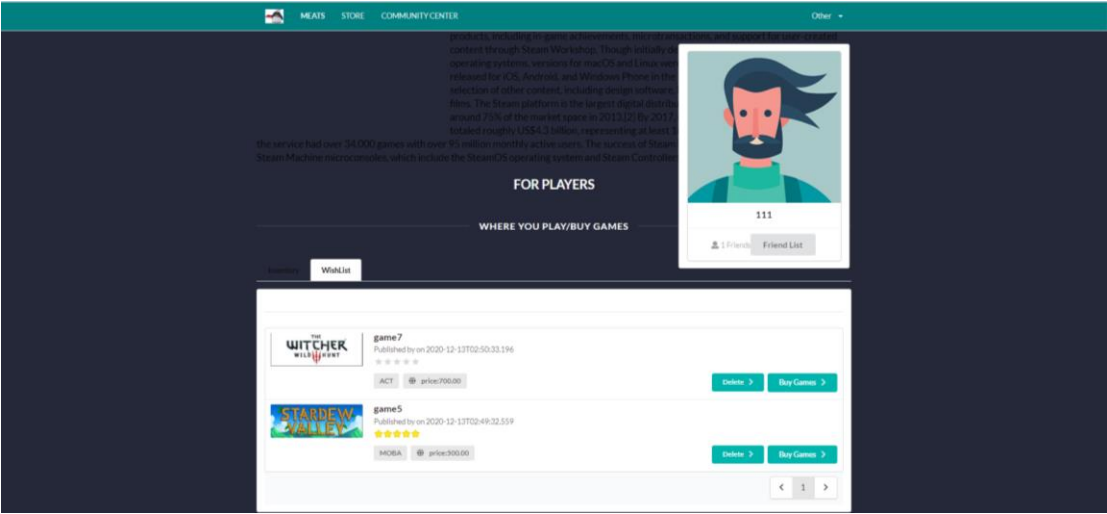 MEATS STORE COMMUNITY CENTER Other
products, including in-game achievements, microtransactions, and support for user-created
content through Steam Workshop. Though initially de
operating systems, versions for macOS and Linux wer
released for iOS, Android, and Windows Phone in the
selection of other content, including design software,
films. The Steam platform is the largest digital distribu
around 75% of the market space in 2013.[2] By 2017,
totaled roughly US$4.3 billion, representing at least
the service had over 34,000 games with over 95 million monthly active users. The success of Steam
Steam Machine microconsoles, which include the SteamOS operating system and Steam Controller
FOR PLAYERS
WHERE YOU PLAY/BUY GAMES
111
1 Friends Friend List
Inventory WishList
THE
WITCHER
WILD HUNT
game7
Published by on 2020-12-13T02:50:33.196
ACT price:700.00
Delete Buy Games
STARDEW
VALLEY
game5
Published by on 2020-12-13T02:49:32.559
MOBA price:500.00
Delete Buy Games
1